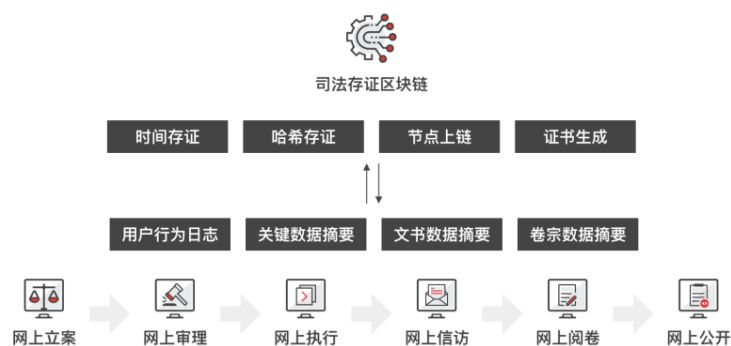 司法存证区块链
时间存证 哈希存证 节点上链 证书生成
用户行为日志 关键数据摘要 文书数据摘要 卷宗数据摘要
网上立案 网上审理 网上执行 网上信访 网上阅卷 网上公开